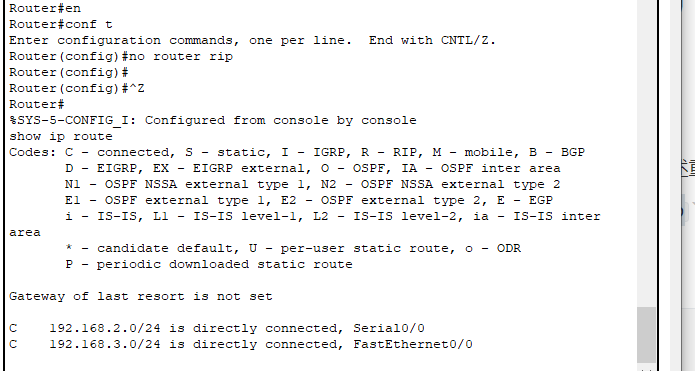 Router#en
Router#conf t
Enter configuration commands, one per line.  End with CNTL/Z.
Router(config)#no router rip
Router(config)#
Router(config)#^Z
Router#
%SYS-5-CONFIG_I: Configured from console by console
show ip route
Codes: C - connected, S - static, I - IGRP, R - RIP, M - mobile, B - BGP
       D - EIGRP, EX - EIGRP external, O - OSPF, IA - OSPF inter area
       N1 - OSPF NSSA external type 1, N2 - OSPF NSSA external type 2
       E1 - OSPF external type 1, E2 - OSPF external type 2, E - EGP
       i - IS-IS, L1 - IS-IS level-1, L2 - IS-IS level-2, ia - IS-IS inter
area
       * - candidate default, U - per-user static route, o - ODR
       P - periodic downloaded static route

Gateway of last resort is not set

C    192.168.2.0/24 is directly connected, Serial0/0
C    192.168.3.0/24 is directly connected, FastEthernet0/0